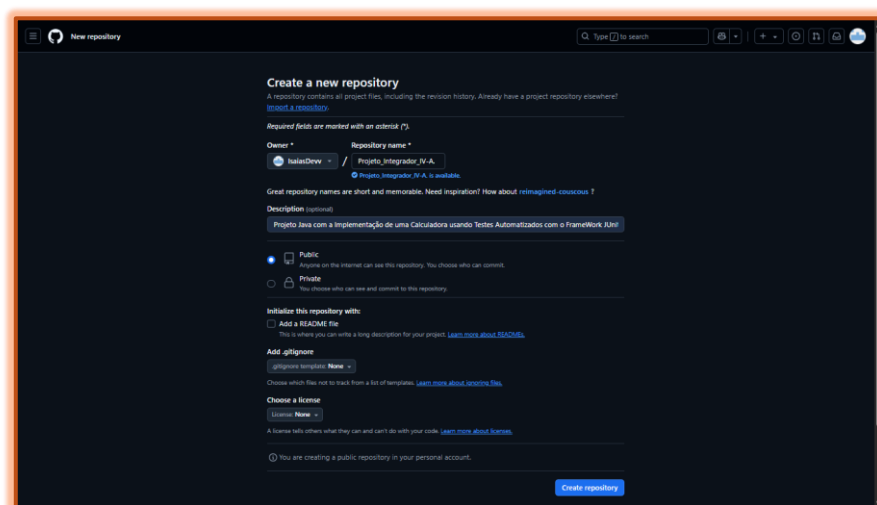 New repository
Type / to search
Create a new repository
A repository contains all project files, including the revision history. Already have a project repository elsewhere?
Import a repository.
Required fields are marked with an asterisk (*).
Owner * Repository name *
IsaiasDevv / Projeto_Integrador_IV-A.
Projeto_Integrador_IV-A. is available.
Great repository names are short and memorable. Need inspiration? How about reimagined-couscous ?
Description (optional)
Projeto Java com a Implementação de uma Calculadora usando Testes Automatizados com o FrameWork JUni
Public
Anyone on the internet can see this repository. You choose who can commit.
Private
You choose who can see and commit to this repository.
Initialize this repository with:
Add a README file
This is where you can write a long description for your project. Learn more about READMEs.
Add .gitignore
.gitignore template: None
Choose which files not to track from a list of templates. Learn more about ignoring files.
Choose a license
License: None
A license tells others what they can and can't do with your code. Learn more about licenses.
You are creating a public repository in your personal account.
Create repository